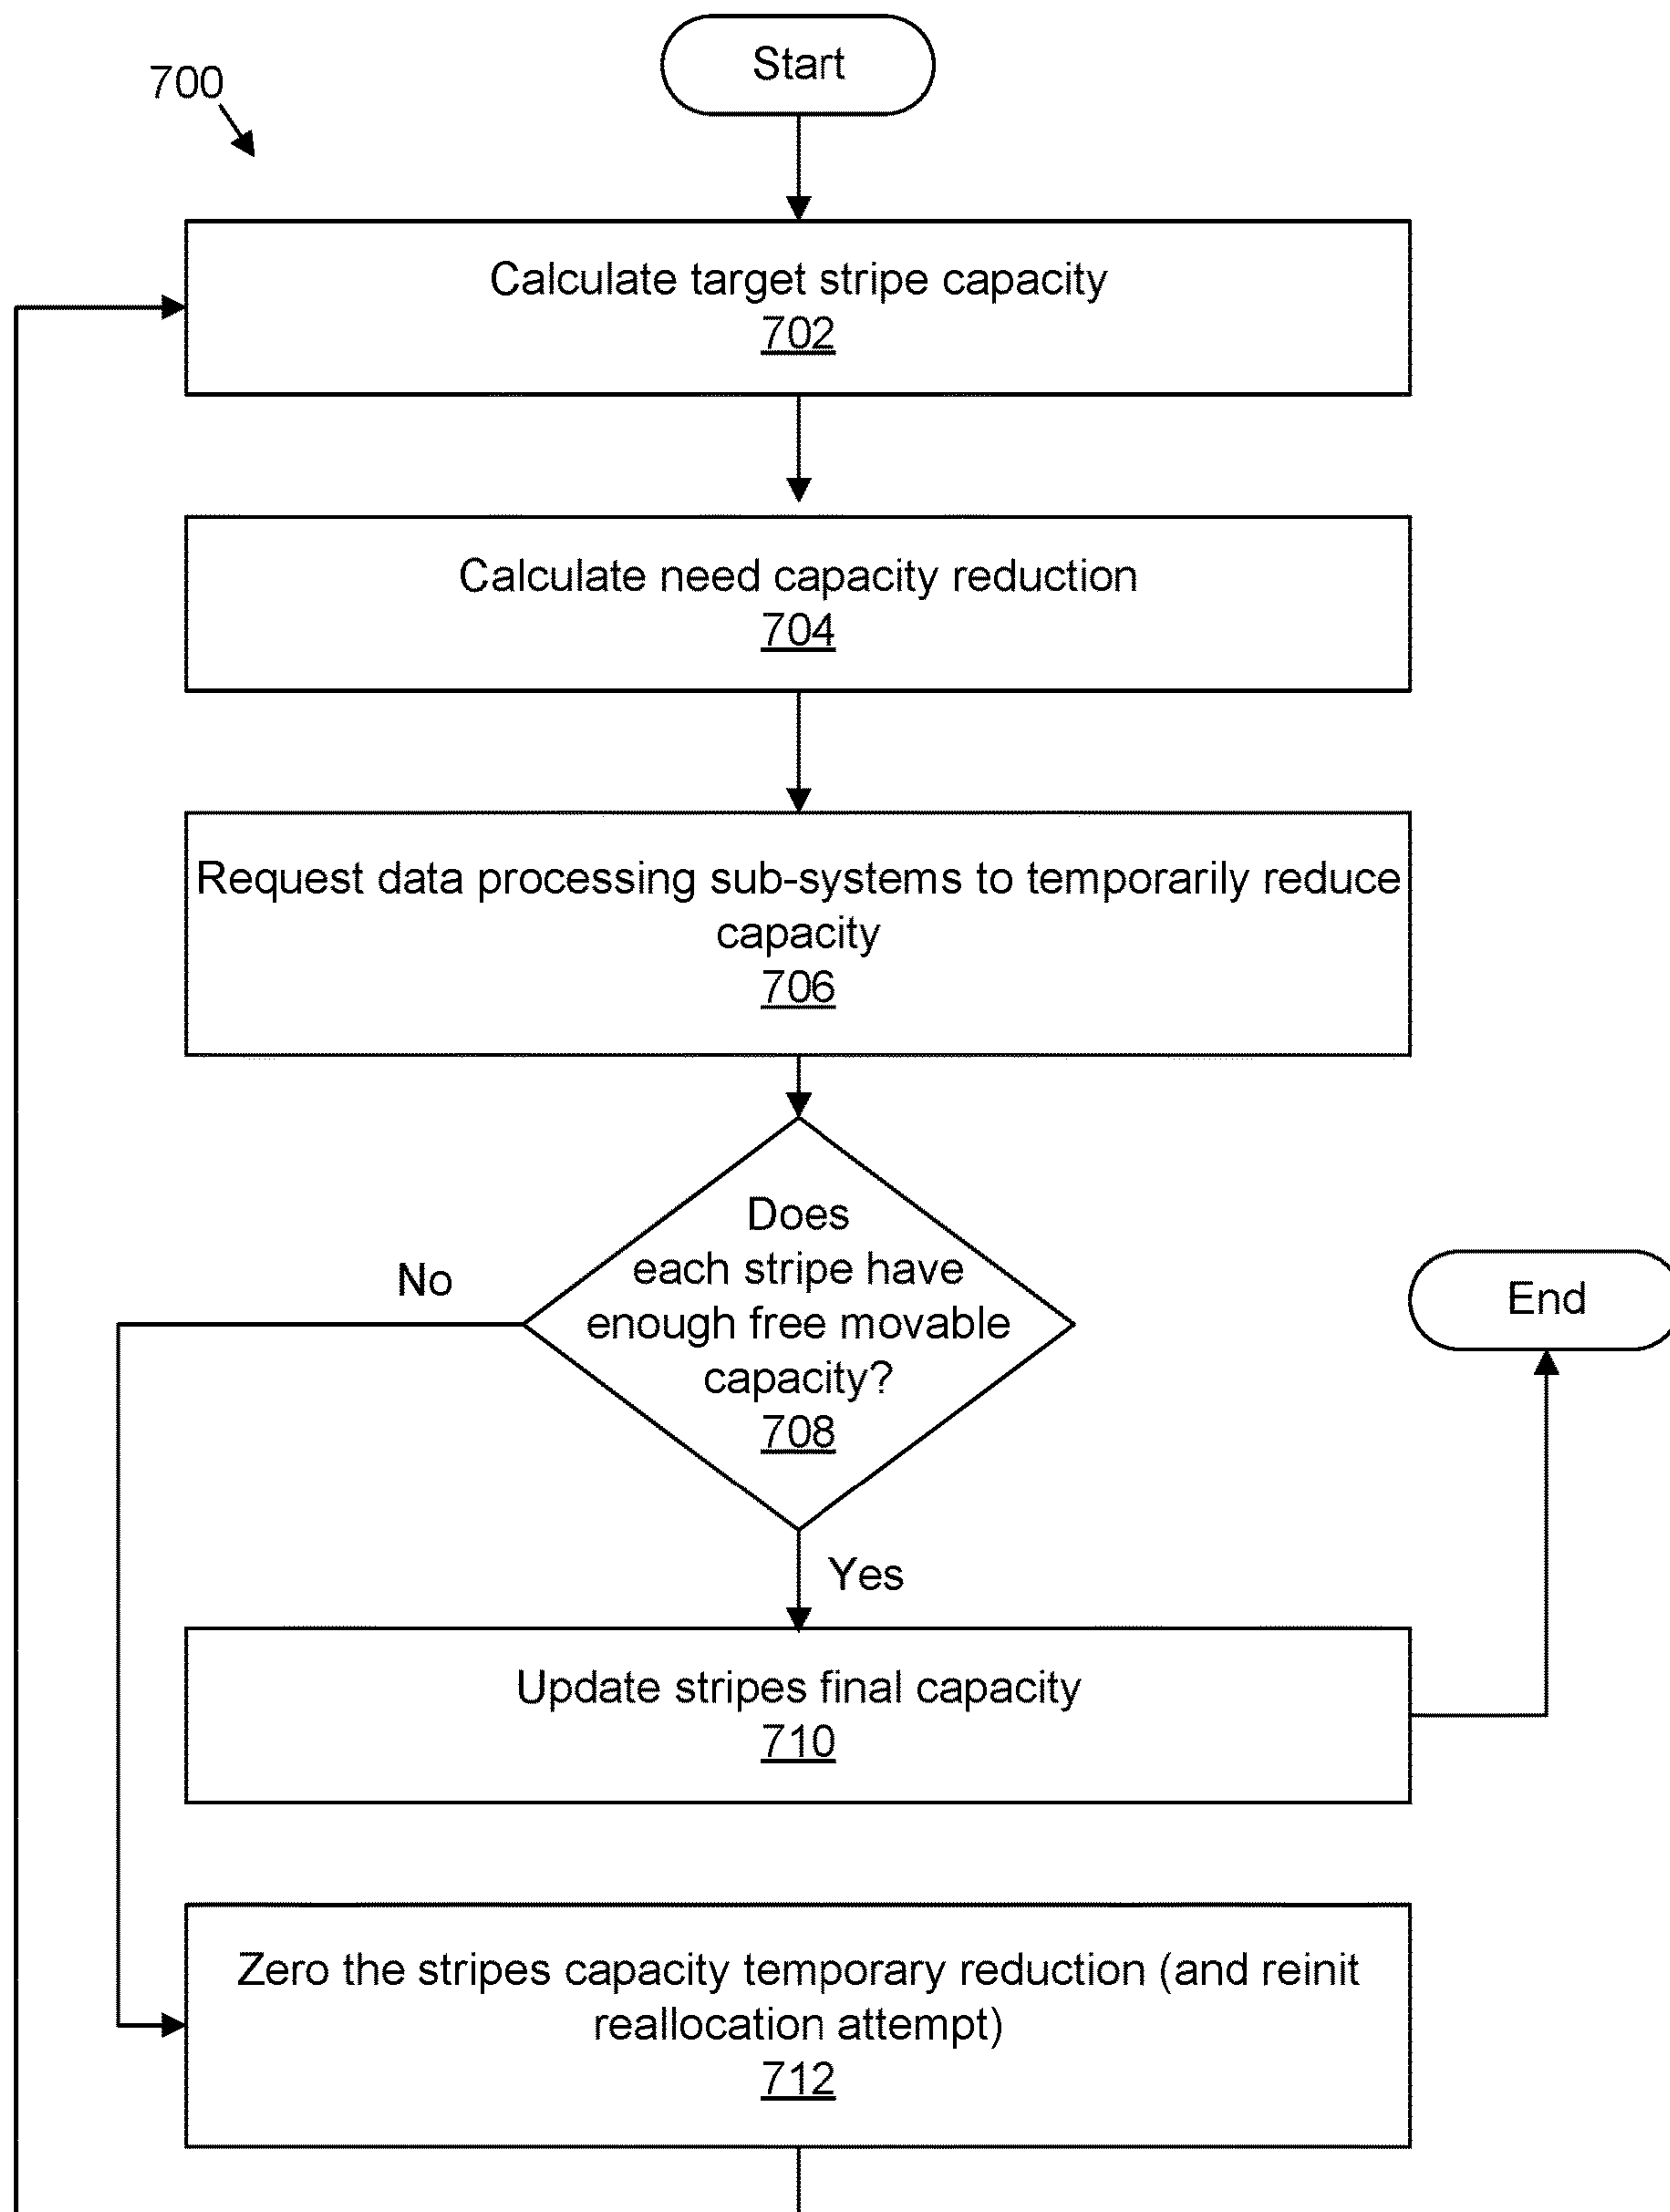 Start
700
Calculate target stripe capacity
702
Calculate need capacity reduction
704
Request data processing sub-systems to temporarily reduce
capacity
706
Does
each stripe have
enough free movable
capacity?
708
No
End
Yes
Update stripes final capacity
710
Zero the stripes capacity temporary reduction (and reinit
reallocation attempt)
712